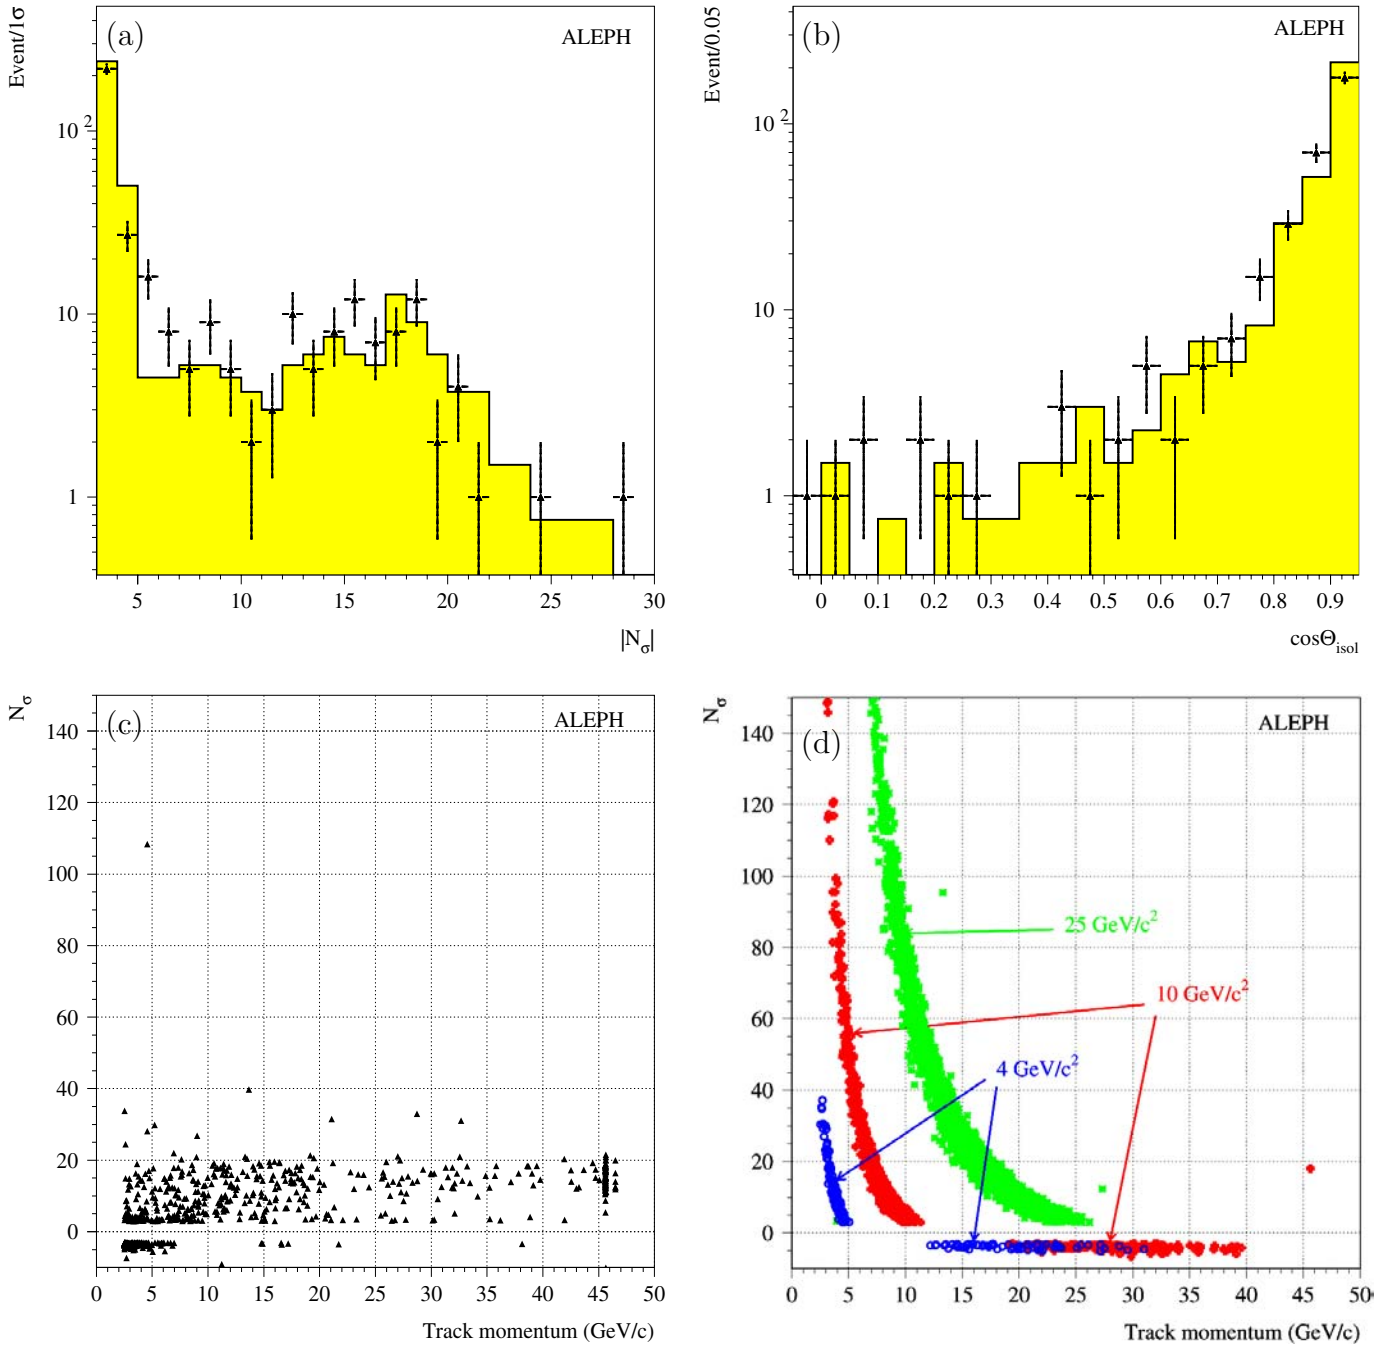 Event/1σ
(a)
ALEPH
10²
10
1
5 10 15 20 25 30
|Nσ|
Event/0.05
(b)
ALEPH
10²
10
1
0 0.1 0.2 0.3 0.4 0.5 0.6 0.7 0.8 0.9
cosΘisol
Nσ
(c)
ALEPH
140
120
100
80
60
40
20
0
0 5 10 15 20 25 30 35 40 45 50
Track momentum (GeV/c)
Nσ
(d)
ALEPH
140
120
100
80
60
40
20
0
25 GeV/c²
10 GeV/c²
4 GeV/c²
0 5 10 15 20 25 30 35 40 45 50
Track momentum (GeV/c)